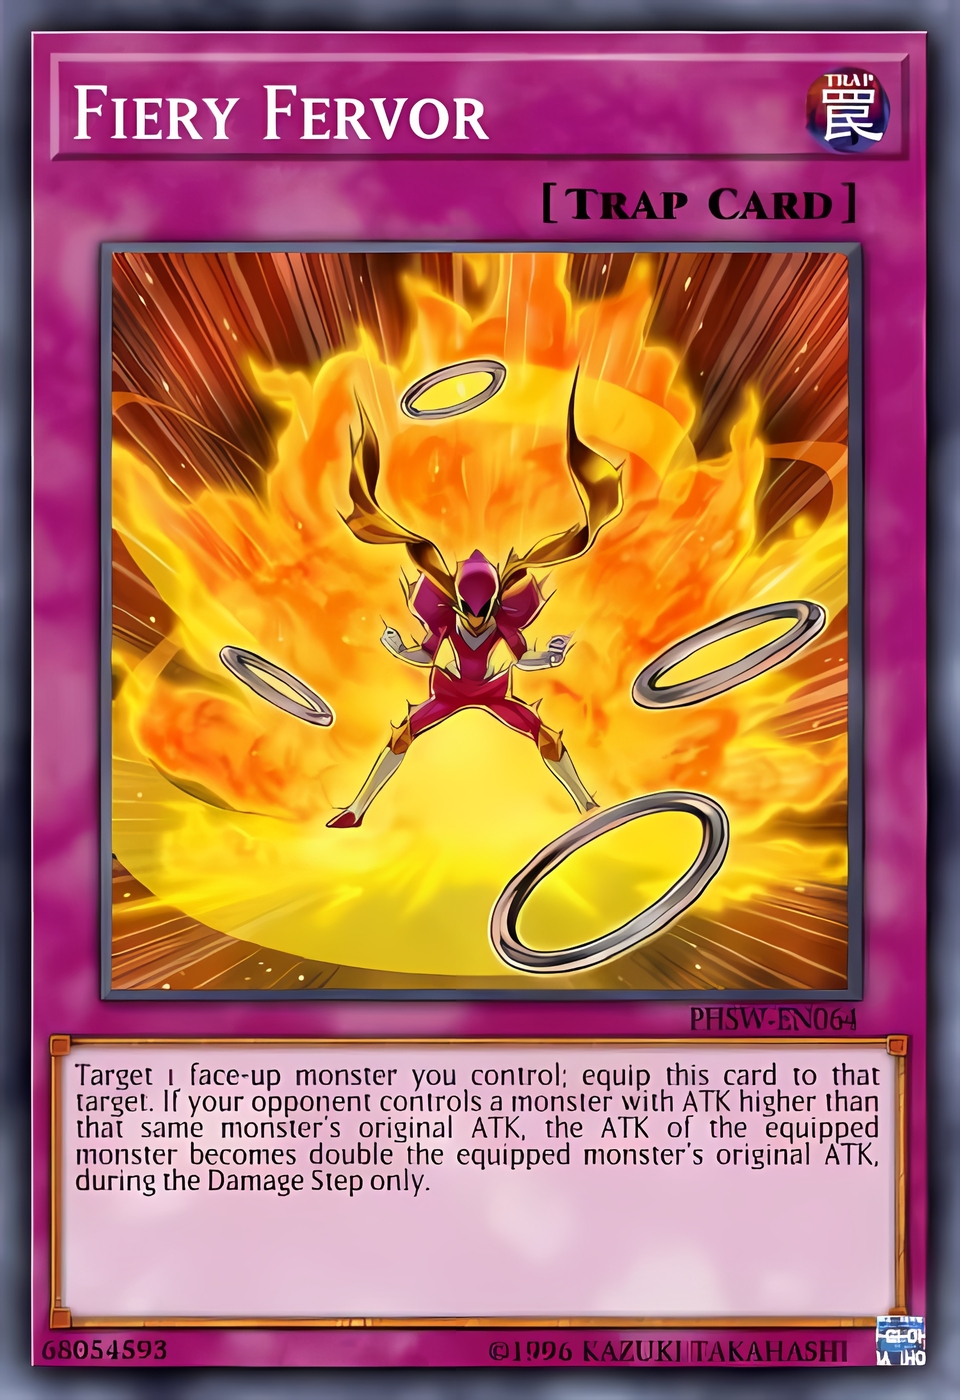 Fiery Fervor
TRAP
罠
[Trap Card]
PHSW-EN064
Target 1 face-up monster you control; equip this card to that
target. If your opponent controls a monster with ATK higher than
that same monster's original ATK, the ATK of the equipped
monster becomes double the equipped monster's original ATK,
during the Damage Step only.
68054593
©1996 KAZUKI TAKAHASHI